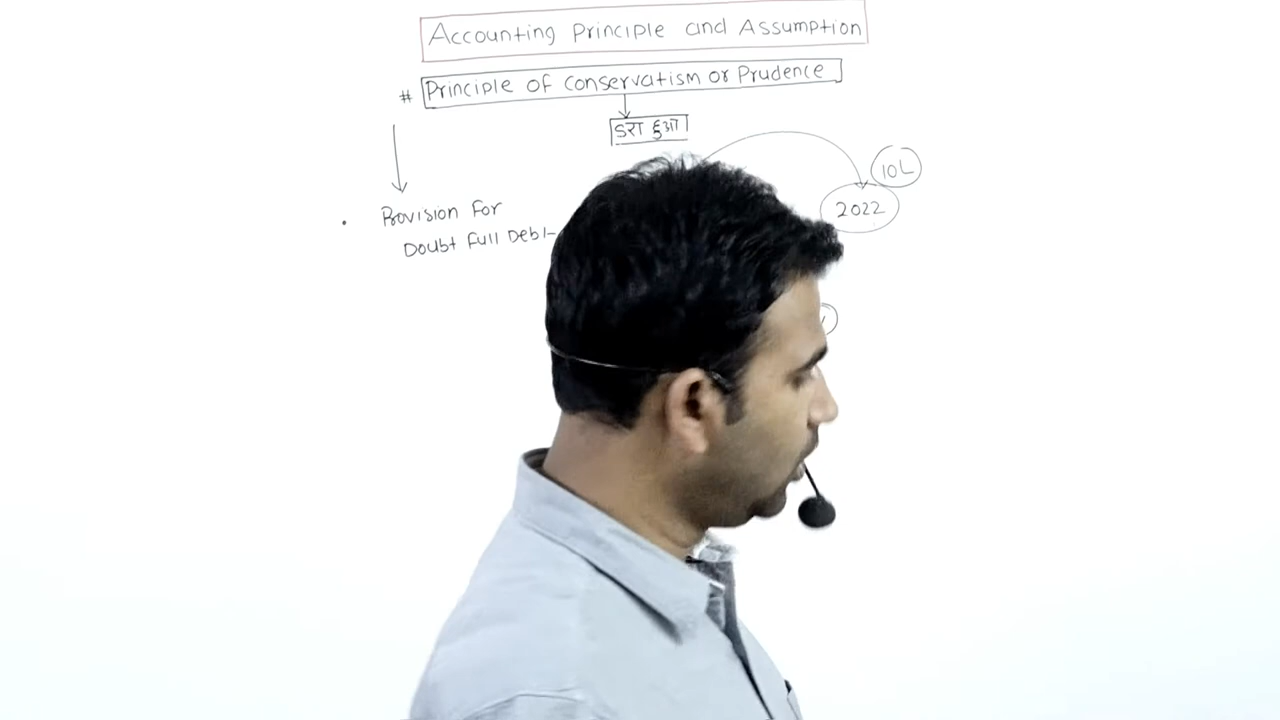 Accounting Principle and Assumption
# Principle of Conservatism or Prudence
डरा हुआ
10L
2022
• Provision For
Doubt Full Debt